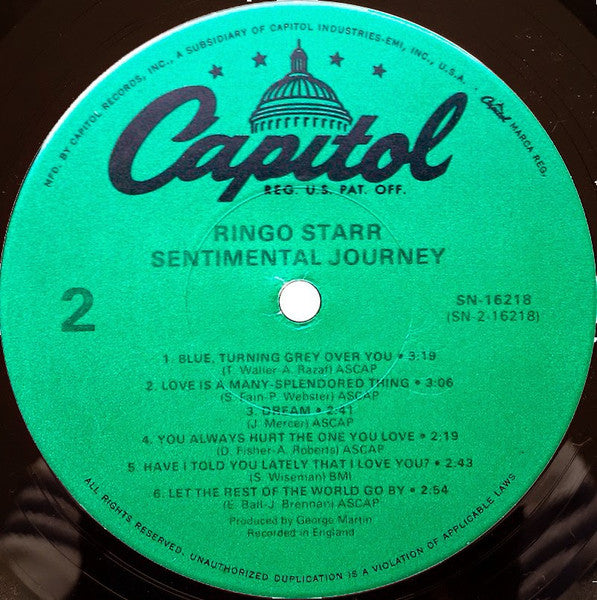 MFD. BY CAPITOL RECORDS, INC., A SUBSIDIARY OF CAPITOL INDUSTRIES-EMI, INC., U.S.A. · Capitol MARCA REG.
Capitol
REG. U.S. PAT. OFF.
RINGO STARR
SENTIMENTAL JOURNEY
2
SN-16218
(SN-2-16218)
1. BLUE, TURNING GREY OVER YOU • 3:19
(T. Waller-A. Razaf) ASCAP
2. LOVE IS A MANY-SPLENDORED THING • 3:06
(S. Fain-P. Webster) ASCAP
3. DREAM • 2:41
(J. Mercer) ASCAP
4. YOU ALWAYS HURT THE ONE YOU LOVE • 2:19
(D. Fisher-A. Roberts) ASCAP
5. HAVE I TOLD YOU LATELY THAT I LOVE YOU? • 2:43
(S. Wiseman) BMI
6. LET THE REST OF THE WORLD GO BY • 2:54
(E. Ball-J. Brennan) ASCAP
Produced by George Martin
Recorded in England
ALL RIGHTS RESERVED. UNAUTHORIZED DUPLICATION IS A VIOLATION OF APPLICABLE LAWS